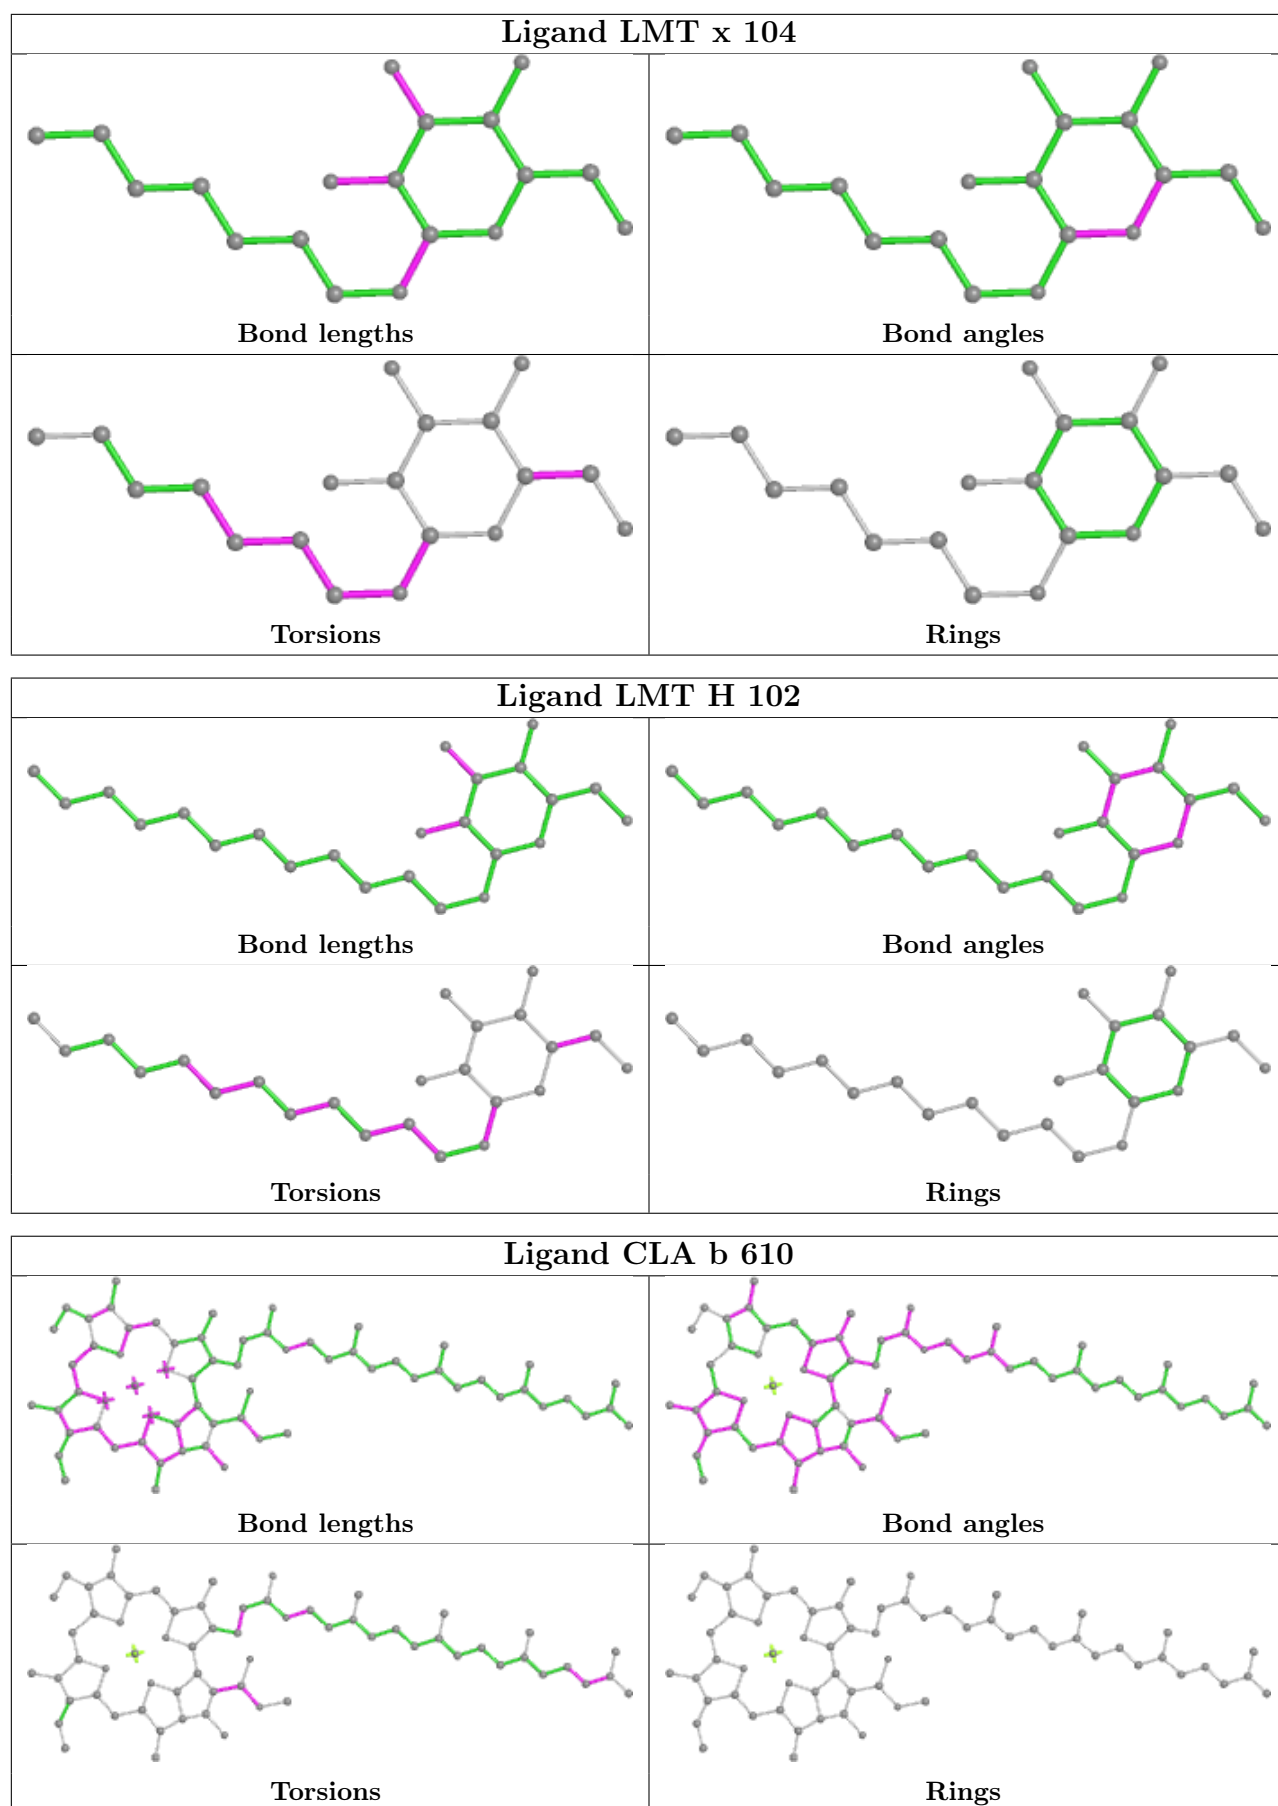 Ligand LMT x 104
Bond lengths
Bond angles
Torsions
Rings
Ligand LMT H 102
Bond lengths
Bond angles
Torsions
Rings
Ligand CLA b 610
Bond lengths
Bond angles
Torsions
Rings